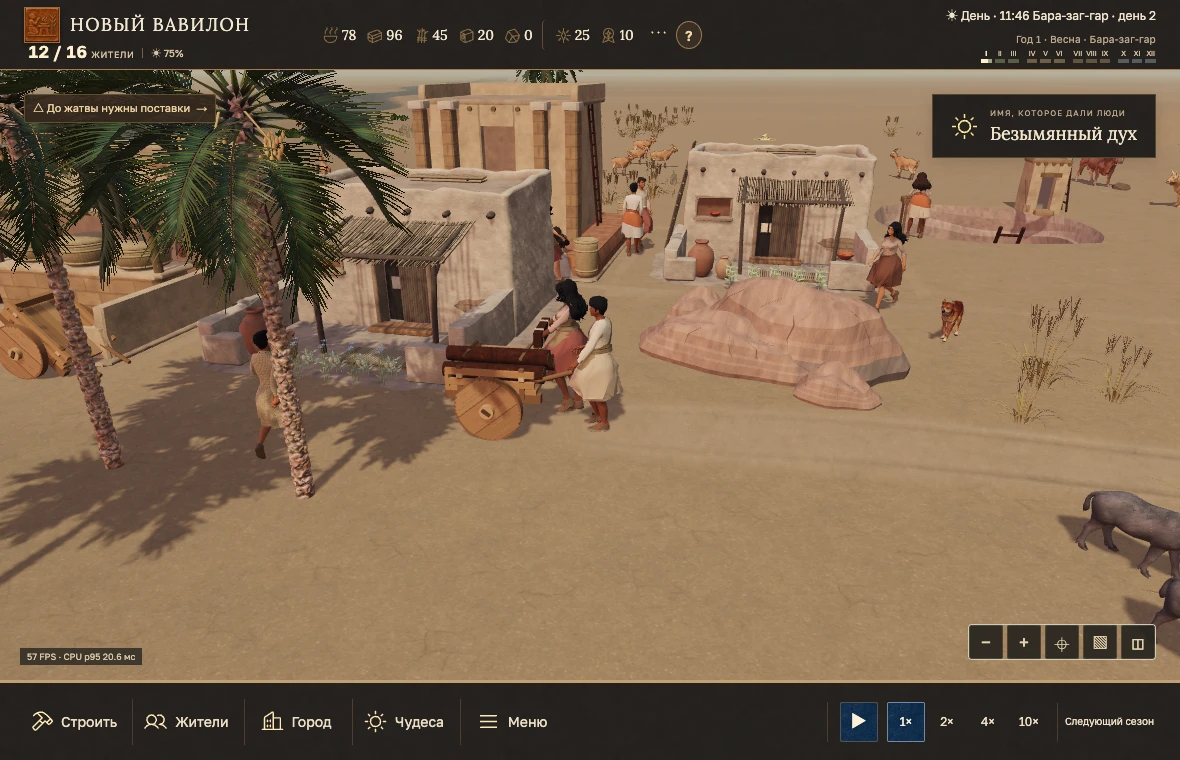 НОВЫЙ ВАВИЛОН
12 / 16 ЖИТЕЛИ 75%
78 96 45 20 0 25 10 ... ?
День · 11:46 Бара-заг-гар · день 2
Год 1 · Весна · Бара-заг-гар
I II III IV V VI VII VIII IX X XI XII
До жатвы нужны поставки →
ИМЯ, КОТОРОЕ ДАЛИ ЛЮДИ
Безымянный дух
57 FPS · CPU p95 20.6 мс
− +
Строить Жители Город Чудеса Меню
1× 2× 4× 10× Следующий сезон